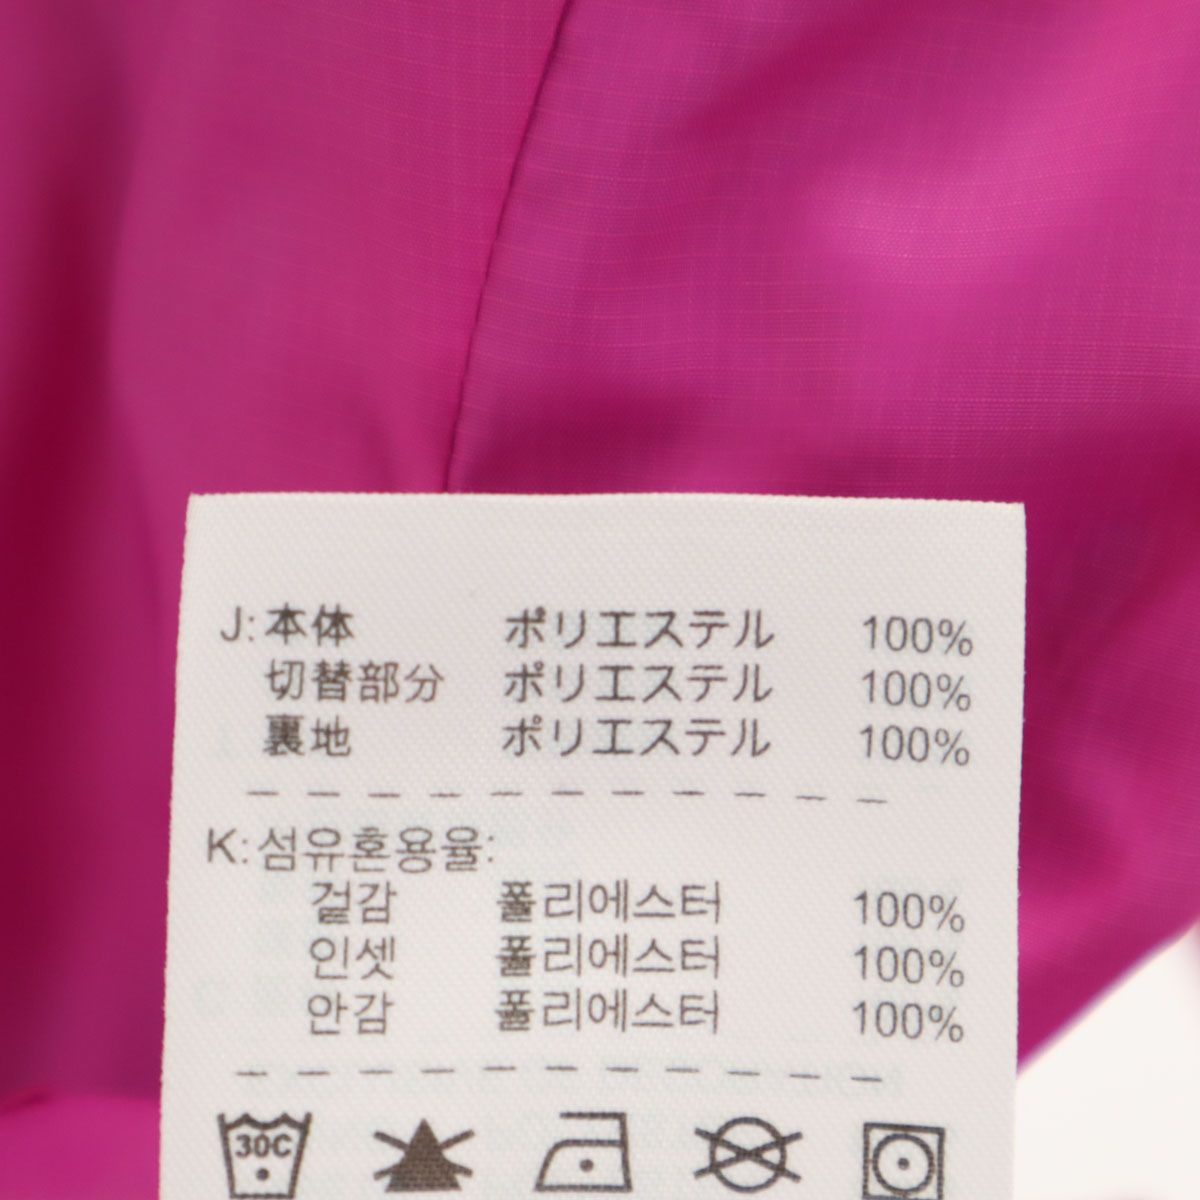 J:本体 ポリエステル 100%
切替部分 ポリエステル 100%
裏地 ポリエステル 100%
K:섬유혼용율:
겉감 폴리에스터 100%
인셋 폴리에스터 100%
안감 폴리에스터 100%
30C